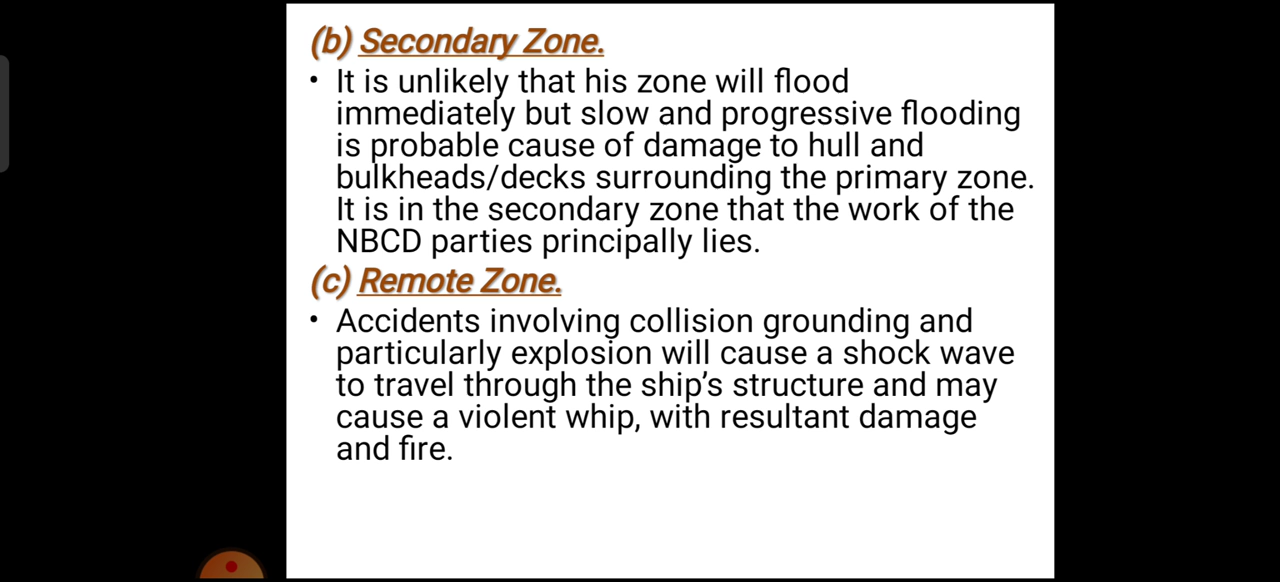 (b) Secondary Zone.
• It is unlikely that his zone will flood
immediately but slow and progressive flooding
is probable cause of damage to hull and
bulkheads/decks surrounding the primary zone.
It is in the secondary zone that the work of the
NBCD parties principally lies.
(c) Remote Zone.
• Accidents involving collision grounding and
particularly explosion will cause a shock wave
to travel through the ship’s structure and may
cause a violent whip, with resultant damage
and fire.